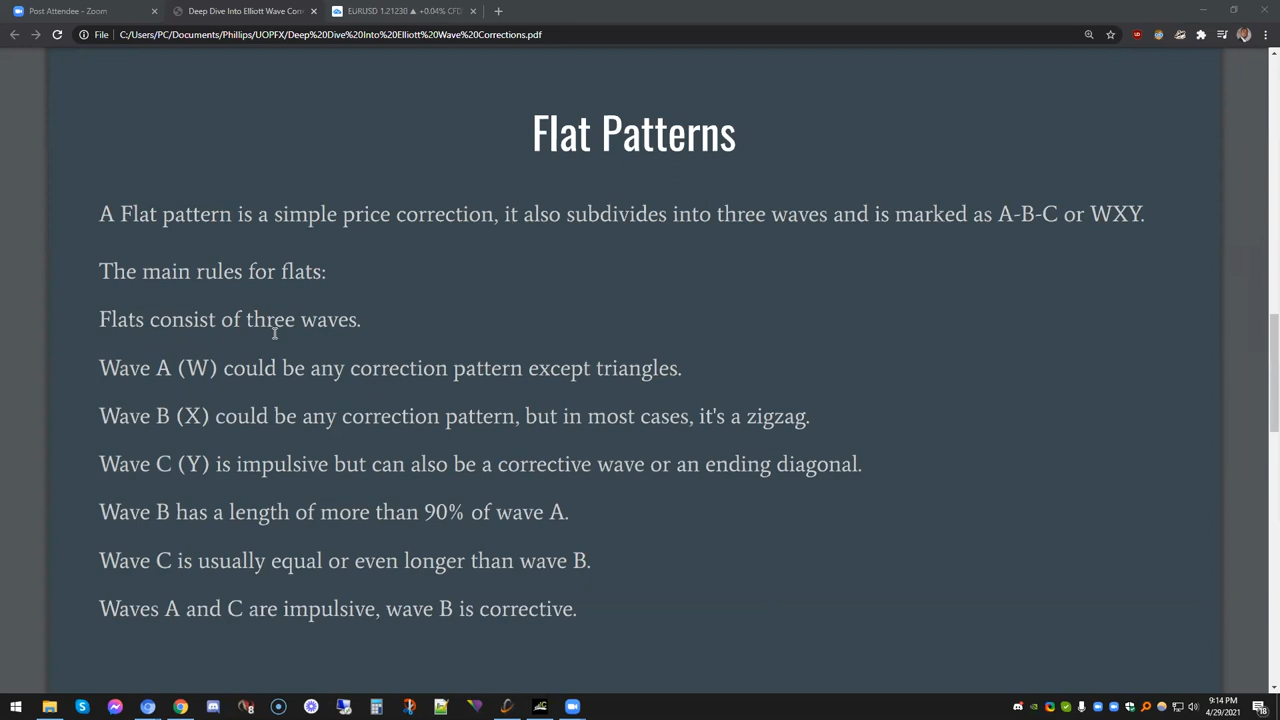 Post Attendee - Zoom
Deep Dive Into Elliott Wave Corr
EURUSD 1.21238 ▲ +0.04% CFD
File
C:/Users/PC/Documents/Phillips/UOPFX/Deep%20Dive%20Into%20Elliott%20Wave%20Corrections.pdf
Flat Patterns
A Flat pattern is a simple price correction, it also subdivides into three waves and is marked as A-B-C or WXY.
The main rules for flats:
Flats consist of three waves.
Wave A (W) could be any correction pattern except triangles.
Wave B (X) could be any correction pattern, but in most cases, it's a zigzag.
Wave C (Y) is impulsive but can also be a corrective wave or an ending diagonal.
Wave B has a length of more than 90% of wave A.
Wave C is usually equal or even longer than wave B.
Waves A and C are impulsive, wave B is corrective.
9:14 PM
4/29/2021